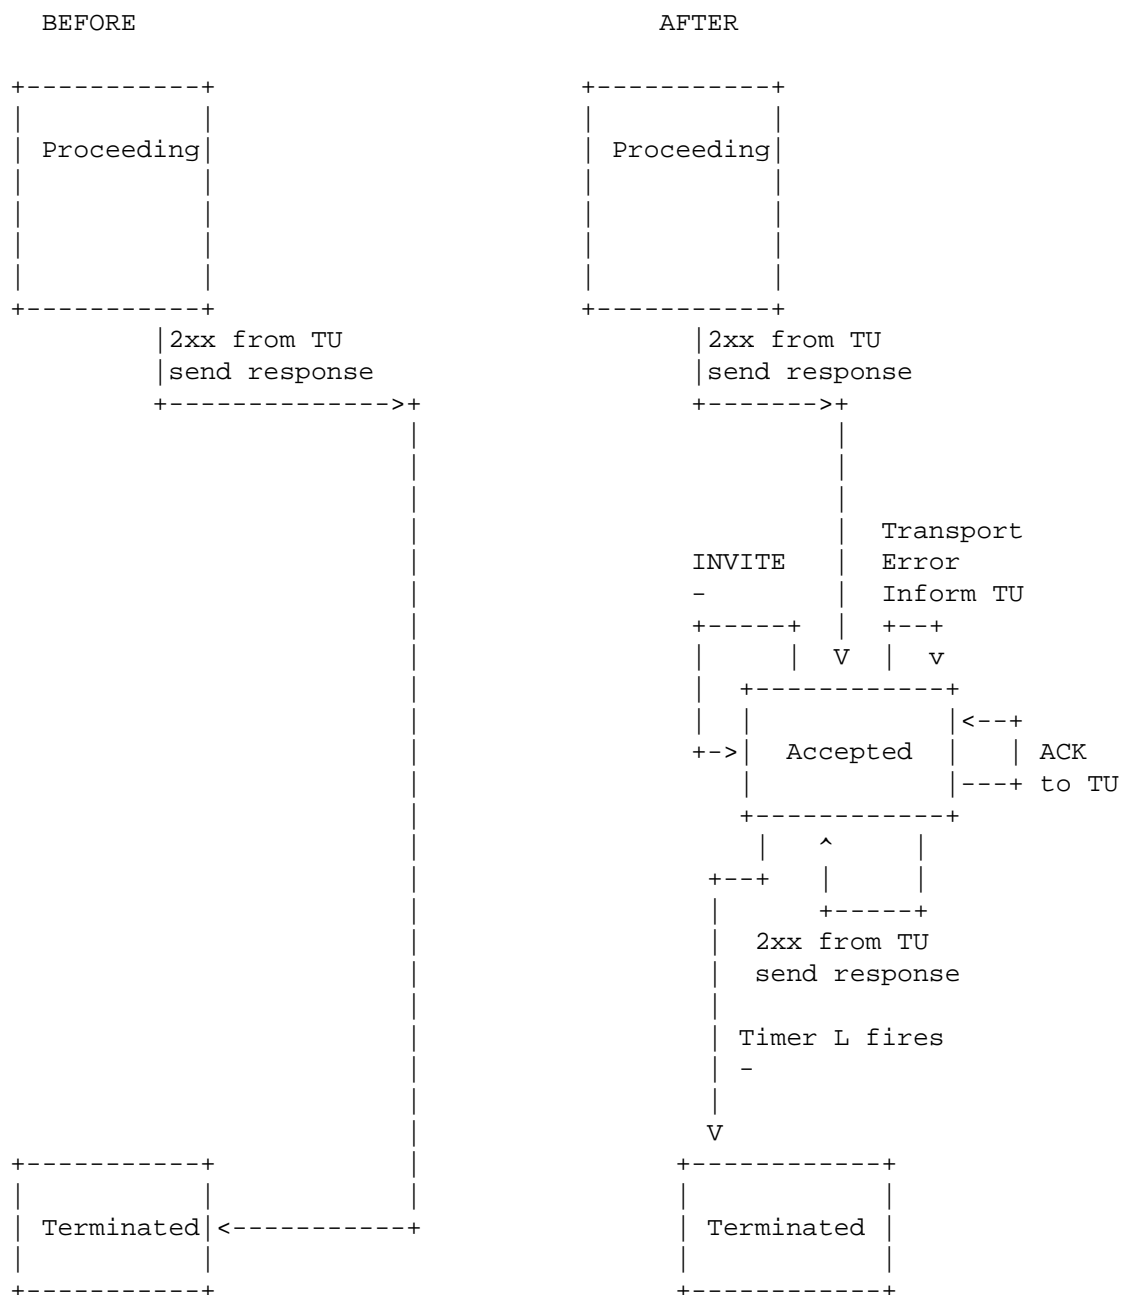 BEFORE AFTER
Proceeding Proceeding
2xx from TU 2xx from TU
send response send response
Transport
INVITE Error
- Inform TU
Accepted ACK
to TU
2xx from TU
send response
Timer L fires
-
Terminated Terminated